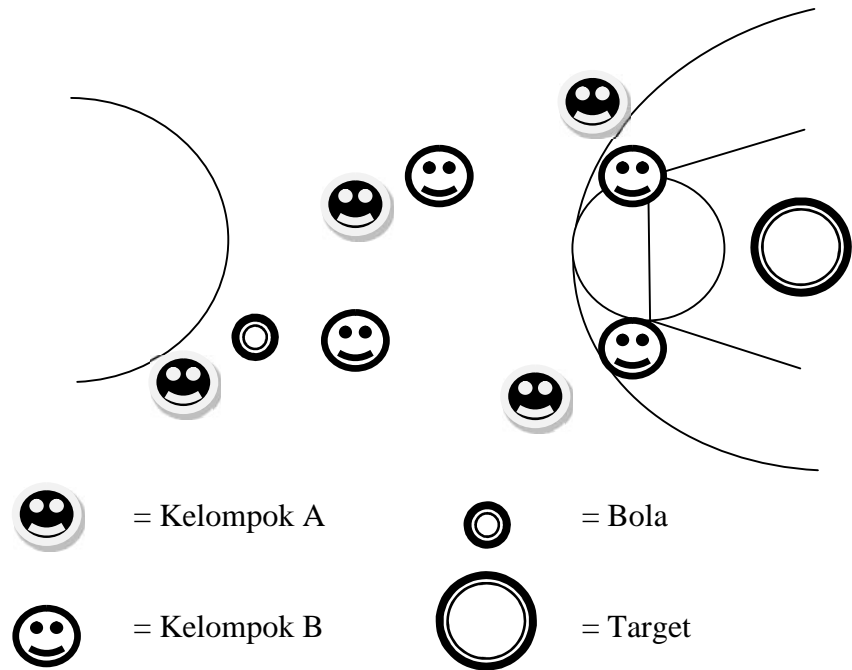 = Kelompok A
= Bola
= Kelompok B
= Target